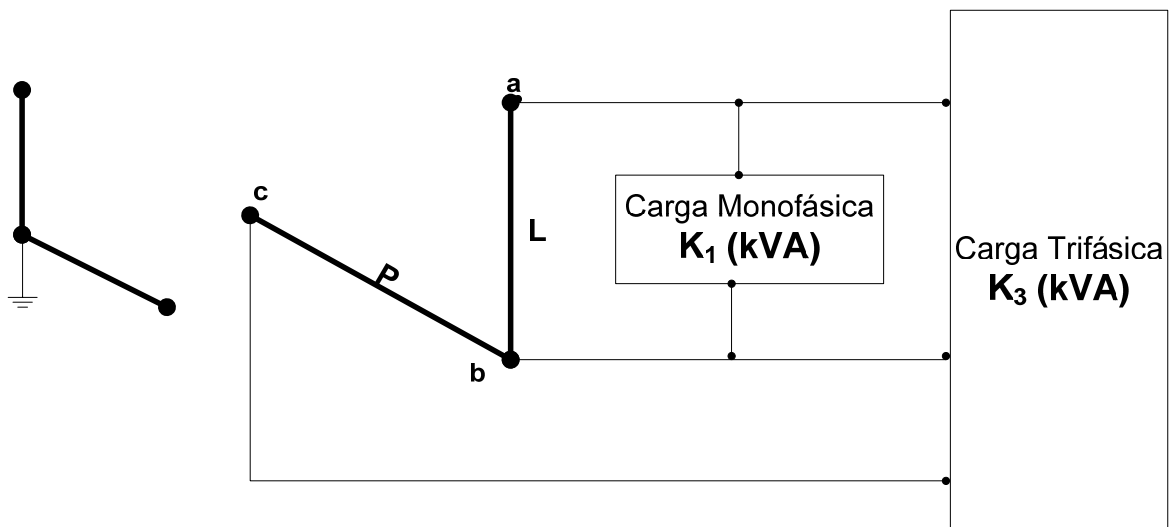 a
c
L
P
b
Carga Monofásica
K₁ (kVA)
Carga Trifásica
K₃ (kVA)